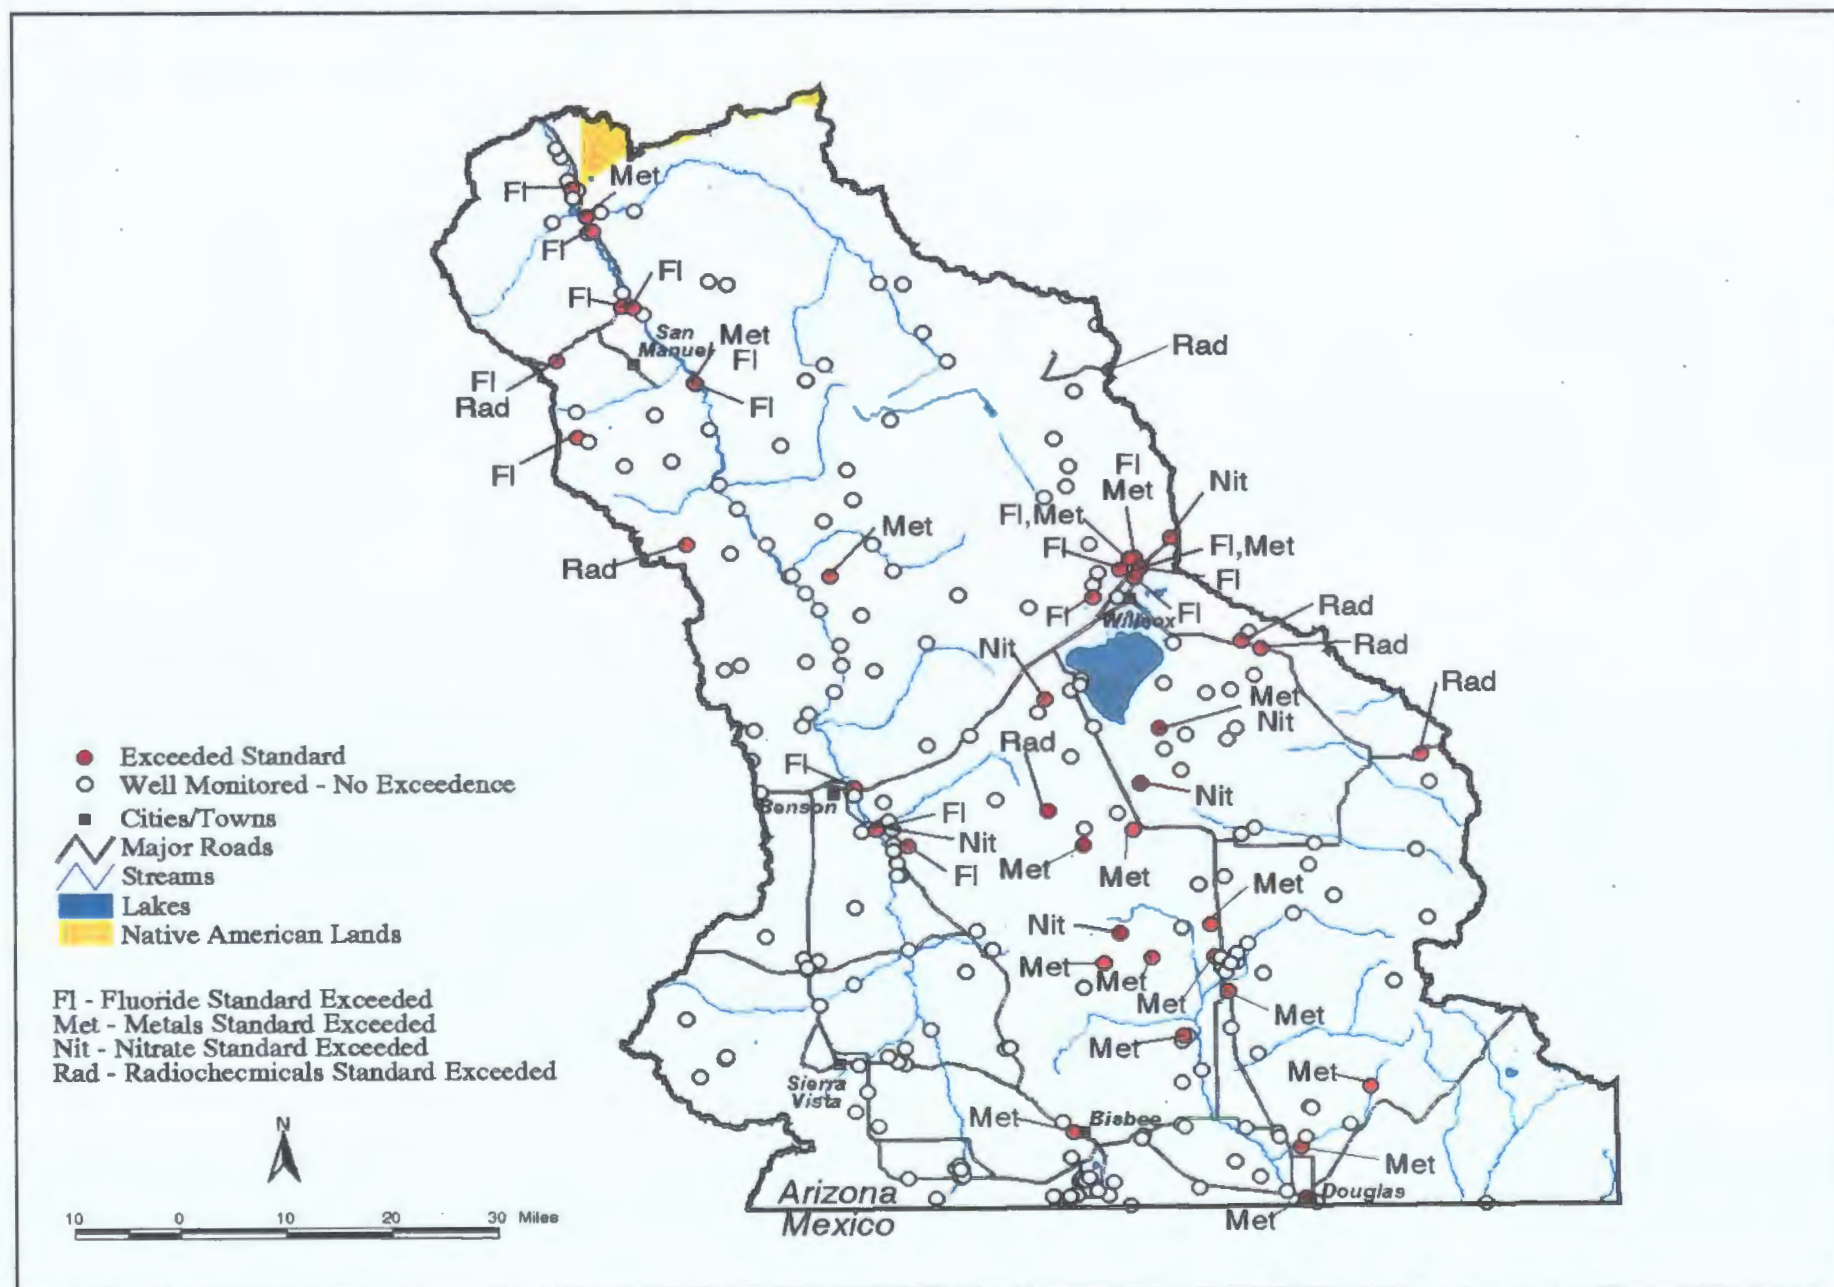 Met
Fl
Fl
Fl
Fl
San
Manuel
Met
Fl
Rad
Fl
Rad
Fl
Fl
Fl
Met
Nit
Fl,Met
Met
Fl
Fl,Met
Rad
Fl
Fl
Fl
Willcox
Rad
Rad
Nit
Rad
Met
Nit
Rad
Fl
Benson
Nit
Fl
Nit
Fl
Met
Met
Met
Nit
Met
Met
Met
Met
Met
Met
Sierra
Vista
Met
Bisbee
Met
Douglas
Met
Arizona
Mexico
Exceeded Standard
Well Monitored - No Exceedence
Cities/Towns
Major Roads
Streams
Lakes
Native American Lands
Fl - Fluoride Standard Exceeded
Met - Metals Standard Exceeded
Nit - Nitrate Standard Exceeded
Rad - Radiochecmicals Standard Exceeded
N
10 0 10 20 30 Miles